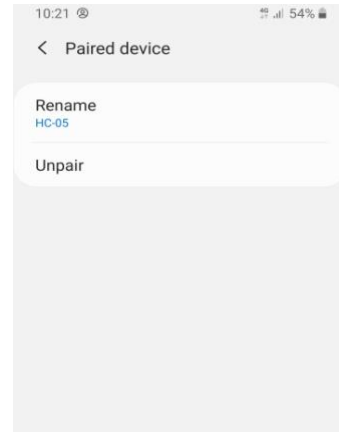 10:21 54%
< Paired device
Rename
HC-05
Unpair